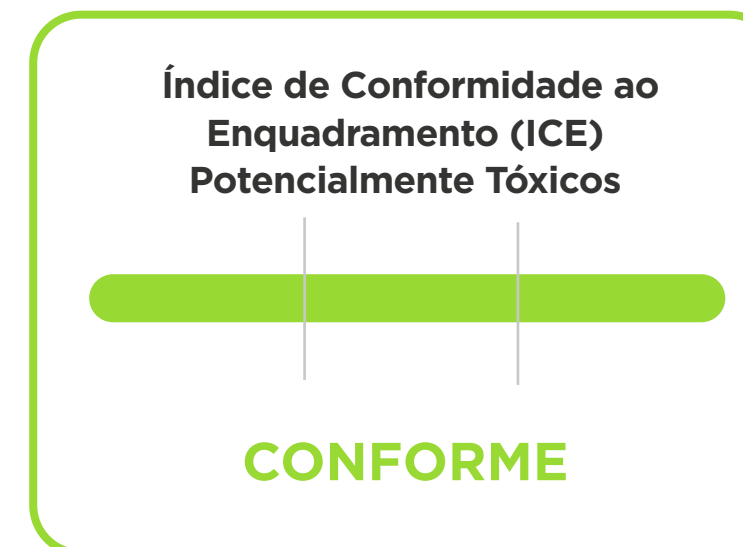 Índice de Conformidade ao
Enquadramento (ICE)
Potencialmente Tóxicos
CONFORME